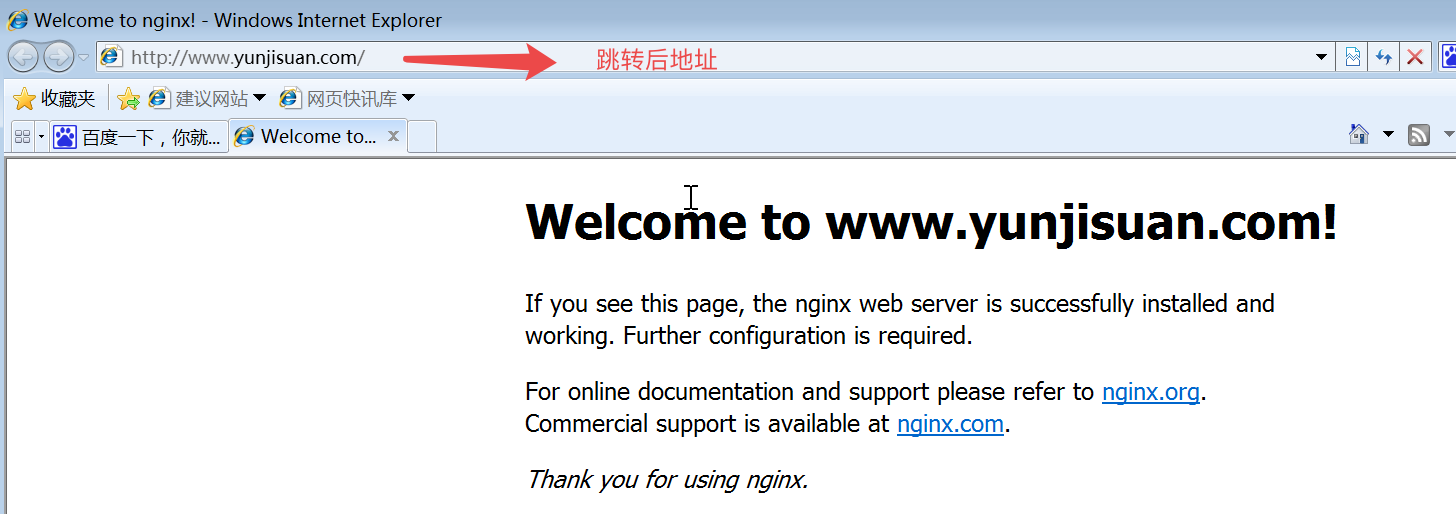 Welcome to nginx! - Windows Internet Explorer
http://www.yunjisuan.com/ 跳转后地址
收藏夹 建议网站 网页快讯库
百度一下，你就... Welcome to... x
Welcome to www.yunjisuan.com!
If you see this page, the nginx web server is successfully installed and
working. Further configuration is required.
For online documentation and support please refer to nginx.org.
Commercial support is available at nginx.com.
Thank you for using nginx.